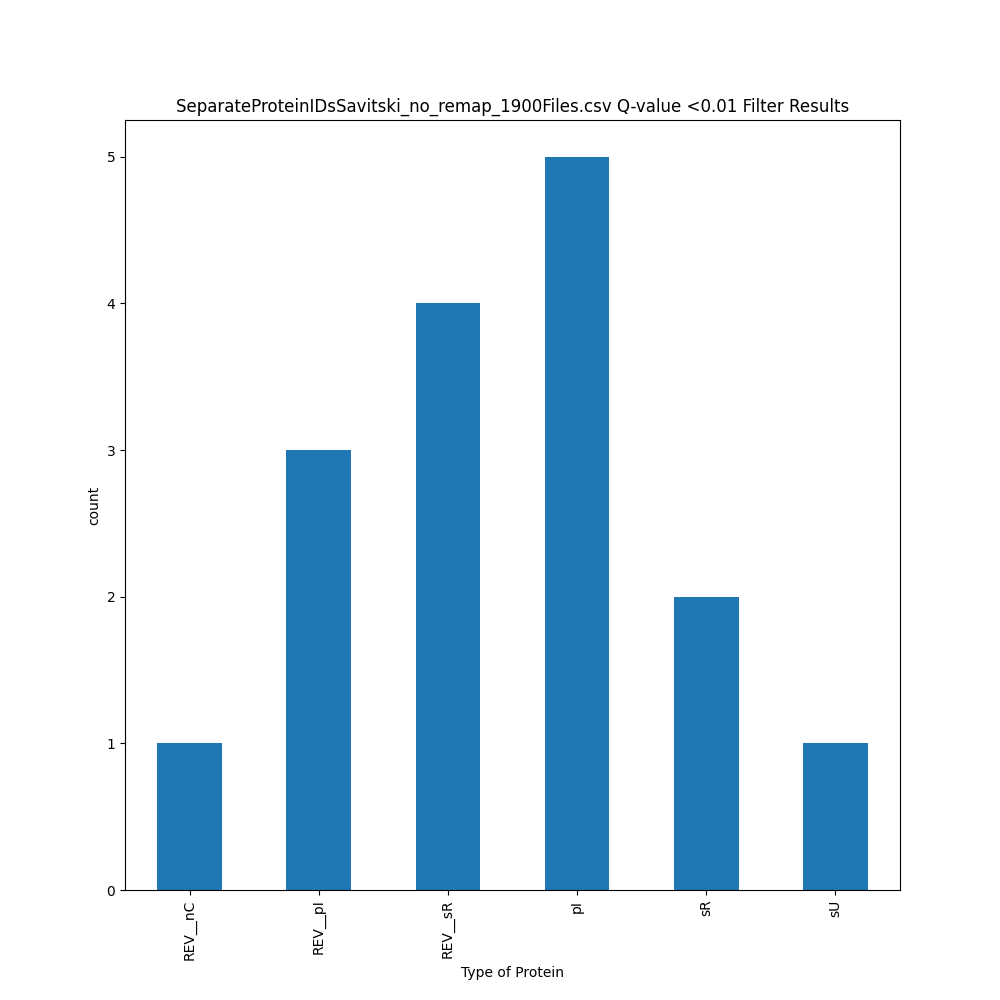 SeparateProteinIDsSavitski_no_remap_1900Files.csv Q-value <0.01 Filter Results
5
4
3
2
1
0
count
REV__nC
REV__pI
REV__sR
pI
sR
sU
Type of Protein